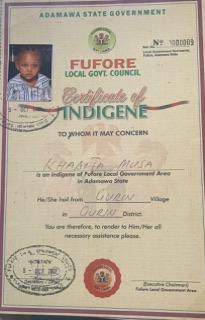 ADAMAWA STATE GOVERNMENT
Nº 0000009
FUFORE
LOCAL GOVT. COUNCIL
Certificate of
INDIGENE
TO WHOM IT MAY CONCERN
MUSA
is an Indigene of Fufore Local Government Area
in Adamawa State
He/She hail from GURIN Village
in GURIN District.
You are therefore, to render to Him/Her all
necessary assistance please.
(Executive Chairman)
Fufore Local Government Area